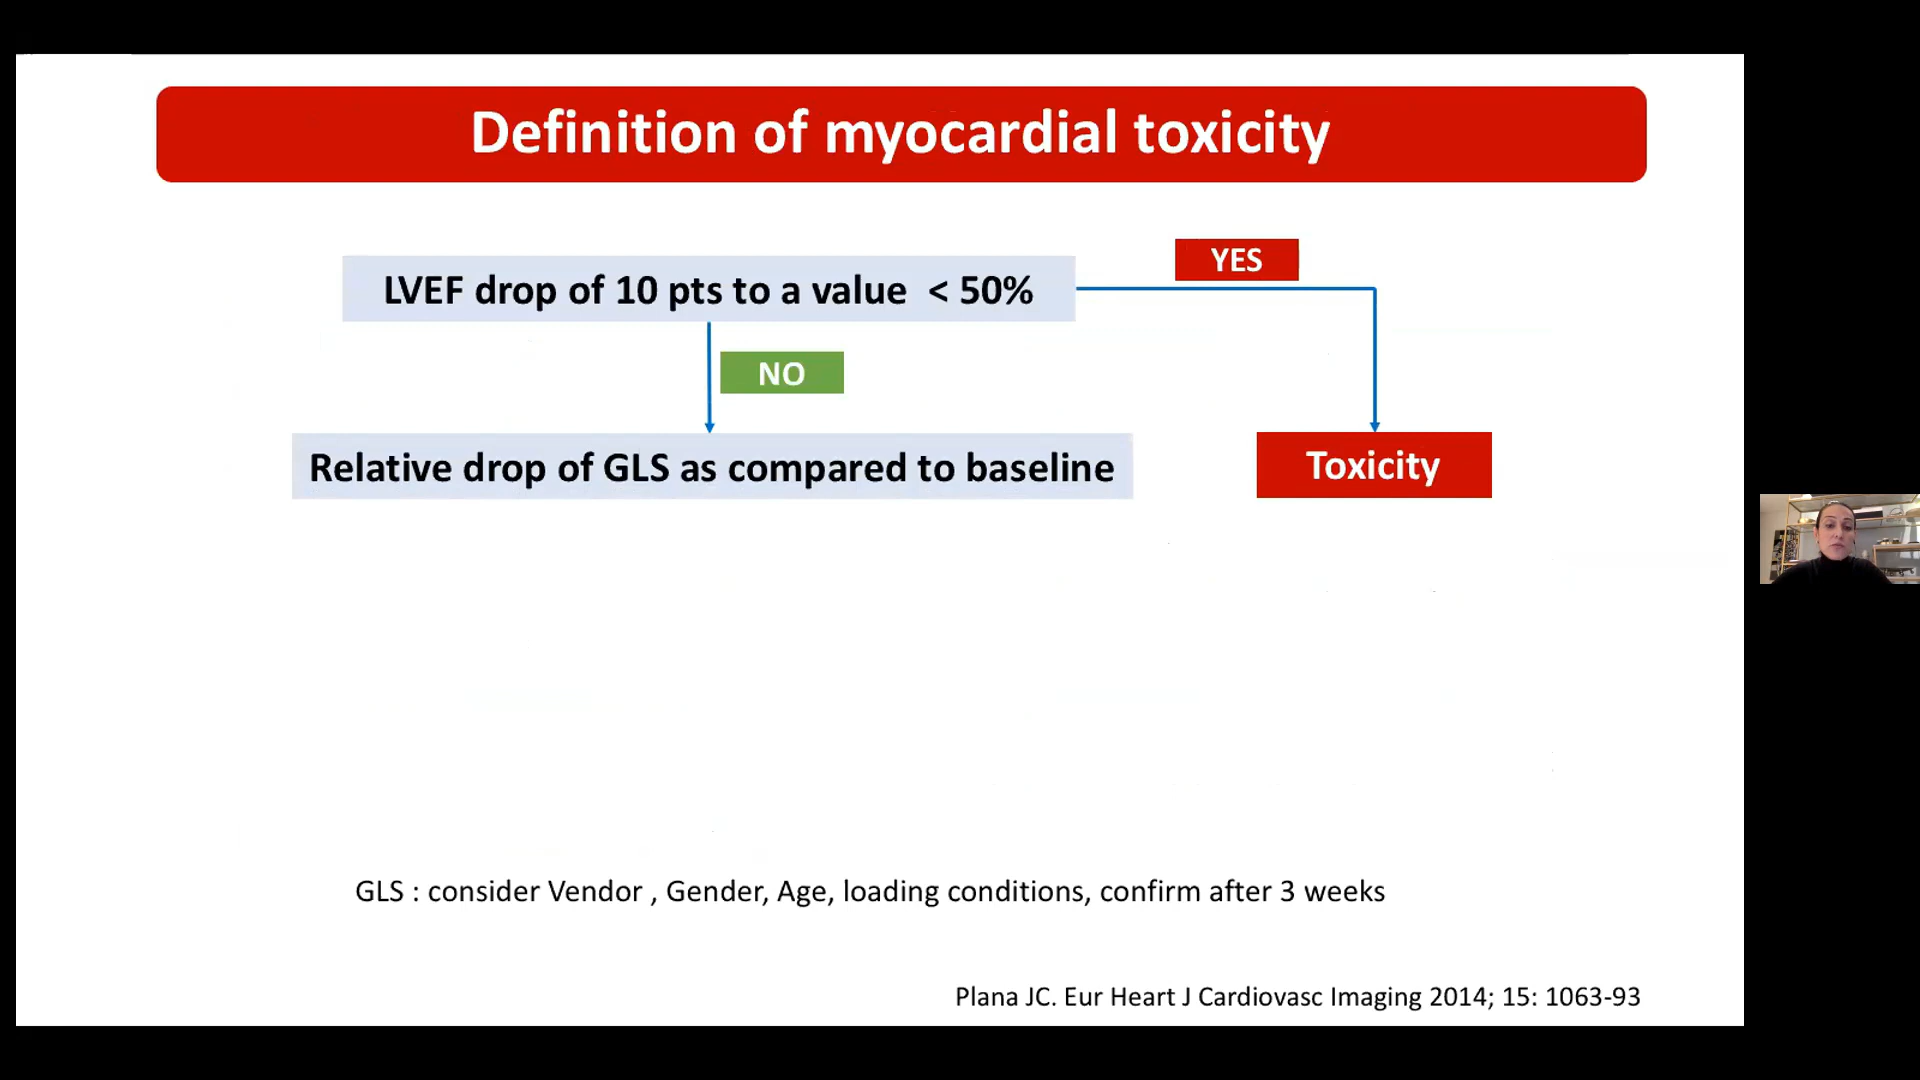 Definition of myocardial toxicity
YES
LVEF drop of 10 pts to a value < 50%
NO
Relative drop of GLS as compared to baseline
Toxicity
GLS : consider Vendor , Gender, Age, loading conditions, confirm after 3 weeks
Plana JC. Eur Heart J Cardiovasc Imaging 2014; 15: 1063-93